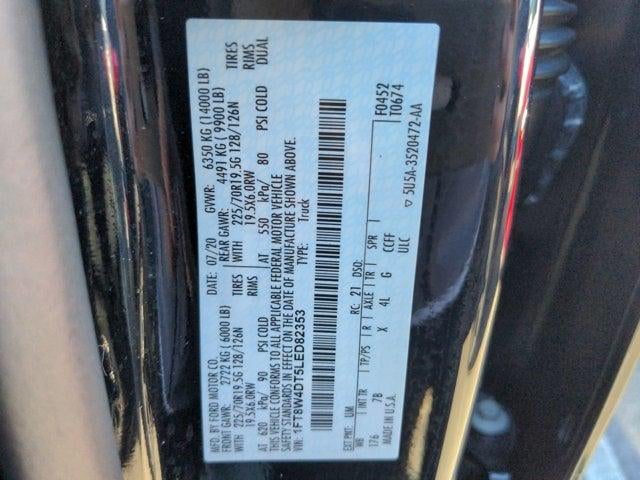 MFD. BY FORD MOTOR CO.
DATE: 07/20 GVWR: 6350 KG (14000 LB)
FRONT GAWR: 2722 KG (6000 LB) REAR GAWR: 4491 KG (9900 LB)
225/70R19.5G 128/126N WITH 225/70R19.5G 128/126N TIRES
19.5X6.0RW RIMS 19.5X6.0RW RIMS
AT 620 kPa/ 90 PSI COLD AT 550 kPa/ 80 PSI COLD DUAL
THIS VEHICLE CONFORMS TO ALL APPLICABLE FEDERAL MOTOR VEHICLE
SAFETY STANDARDS IN EFFECT ON THE DATE OF MANUFACTURE SHOWN ABOVE.
VIN: 1FT8W4DT5LED82353 TYPE: Truck
F0452
T0674
EXT PNT: UM RC: 21 DSO:
WB INT TR TP/PS R AXLE TR SPR
176 7B X 4L G CCFF
MADE IN U.S.A. ULC
▽ 5U5A-3520472-AA